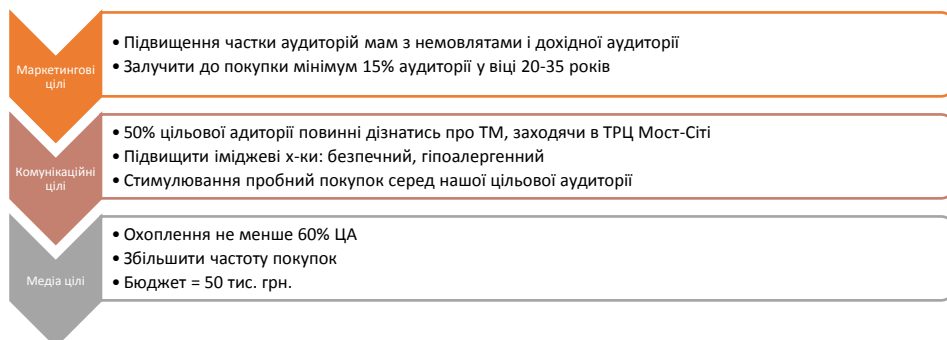 Маркетингові
цілі
• Підвищення частки аудиторій мам з немовлятами і дохідної аудиторії
• Залучити до покупки мінімум 15% аудиторії у віці 20-35 років
Комунікаційні
цілі
• 50% цільової адиторії повинні дізнатись про ТМ, заходячи в ТРЦ Мост-Сіті
• Підвищити іміджеві х-ки: безпечний, гіпоалергенний
• Стимулювання пробний покупок серед нашої цільової аудиторії
Медіа цілі
• Охоплення не менше 60% ЦА
• Збільшити частоту покупок
• Бюджет = 50 тис. грн.